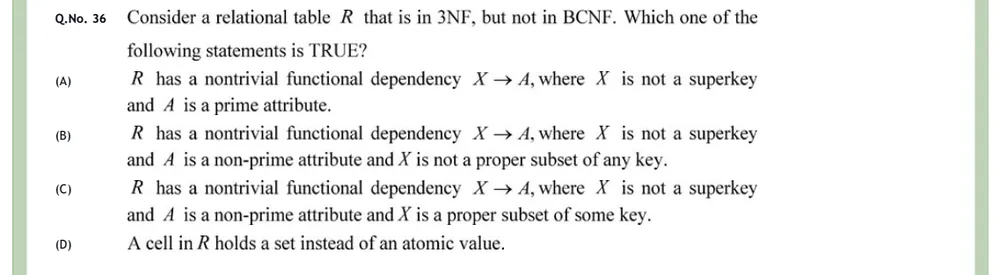 Q.No. 36 Consider a relational table R that is in 3NF, but not in BCNF. Which one of the
following statements is TRUE?
(A) R has a nontrivial functional dependency X → A, where X is not a superkey
and A is a prime attribute.
(B) R has a nontrivial functional dependency X → A, where X is not a superkey
and A is a non-prime attribute and X is not a proper subset of any key.
(C) R has a nontrivial functional dependency X → A, where X is not a superkey
and A is a non-prime attribute and X is a proper subset of some key.
(D) A cell in R holds a set instead of an atomic value.